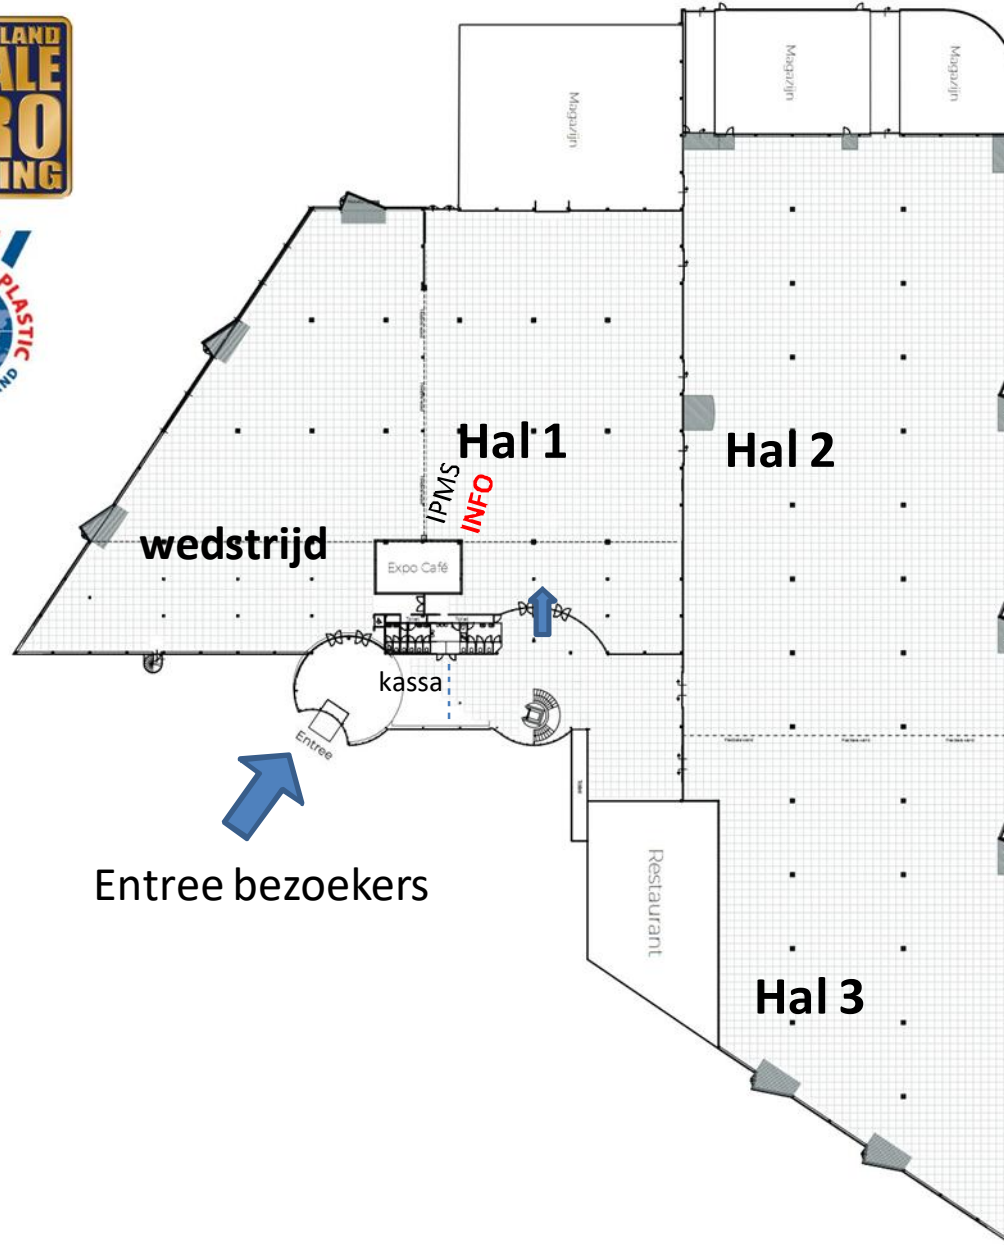 LAND
ALE
RO
ING
PLASTIC
AND
Magazijn
Magazijn
Magazijn
Hal 1
Hal 2
IPMS
INFO
wedstrijd
Expo Café
kassa
Entree
Entree bezoekers
Restaurant
Hal 3